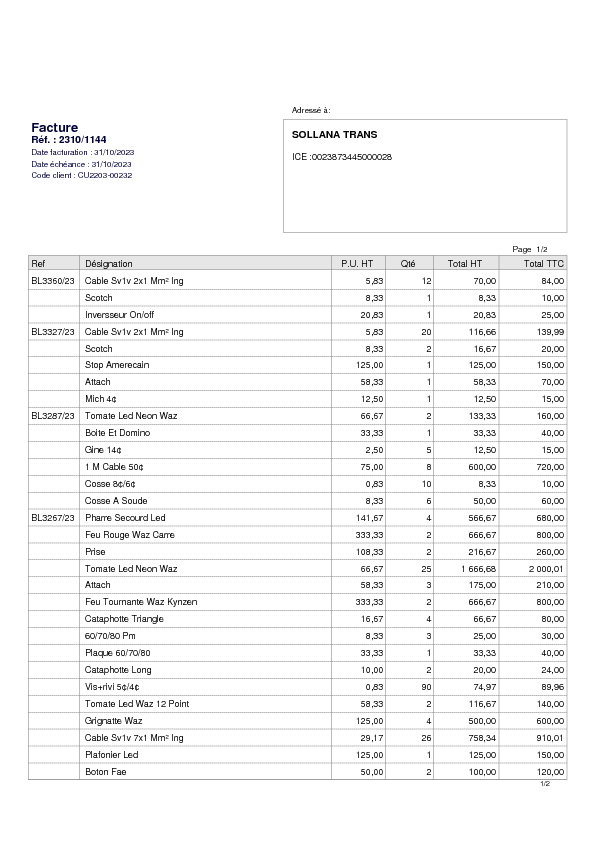 Adressé à:
Facture
Réf. : 2310/1144
Date facturation : 31/10/2023
Date échéance : 31/10/2023
Code client : CU2203-00232
SOLLANA TRANS
ICE :0023873445000028
Page 1/2
Ref Désignation P.U. HT Qté Total HT Total TTC
BL3360/23 Cable Sv1v 2x1 Mm² Ing 5,83 12 70,00 84,00
Scotch 8,33 1 8,33 10,00
Inversseur On/off 20,83 1 20,83 25,00
BL3327/23 Cable Sv1v 2x1 Mm² Ing 5,83 20 116,66 139,99
Scotch 8,33 2 16,67 20,00
Stop Amerecain 125,00 1 125,00 150,00
Attach 58,33 1 58,33 70,00
Mich 4¢ 12,50 1 12,50 15,00
BL3287/23 Tomate Led Neon Waz 66,67 2 133,33 160,00
Boite Et Domino 33,33 1 33,33 40,00
Gine 14¢ 2,50 5 12,50 15,00
1 M Cable 50¢ 75,00 8 600,00 720,00
Cosse 8¢/6¢ 0,83 10 8,33 10,00
Cosse A Soude 8,33 6 50,00 60,00
BL3267/23 Pharre Secourd Led 141,67 4 566,67 680,00
Feu Rouge Waz Carre 333,33 2 666,67 800,00
Prise 108,33 2 216,67 260,00
Tomate Led Neon Waz 66,67 25 1 666,68 2 000,01
Attach 58,33 3 175,00 210,00
Feu Tournante Waz Kynzen 333,33 2 666,67 800,00
Cataphotte Triangle 16,67 4 66,67 80,00
60/70/80 Pm 8,33 3 25,00 30,00
Plaque 60/70/80 33,33 1 33,33 40,00
Cataphotte Long 10,00 2 20,00 24,00
Vis+rivi 5¢/4¢ 0,83 90 74,97 89,96
Tomate Led Waz 12 Point 58,33 2 116,67 140,00
Grignatte Waz 125,00 4 500,00 600,00
Cable Sv1v 7x1 Mm² Ing 29,17 26 758,34 910,01
Plafonier Led 125,00 1 125,00 150,00
Boton Fae 50,00 2 100,00 120,00
1/2